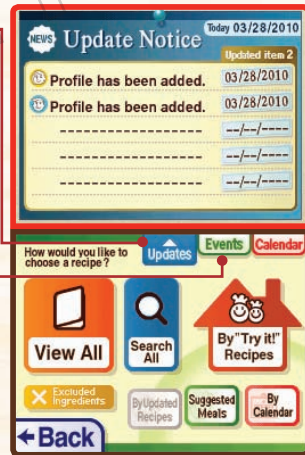 NEWS Update Notice Today 03/28/2010
Updated item 2
Profile has been added. 03/28/2010
Profile has been added. 03/28/2010
------------------ --/--/----
------------------ --/--/----
------------------ --/--/----
How would you like to
choose a recipe?
Updates
Events
Calendar
View All
Search
All
By "Try it!"
Recipes
Excluded
Ingredients
By Updated
Recipes
Suggested
Meals
By
Calendar
Back